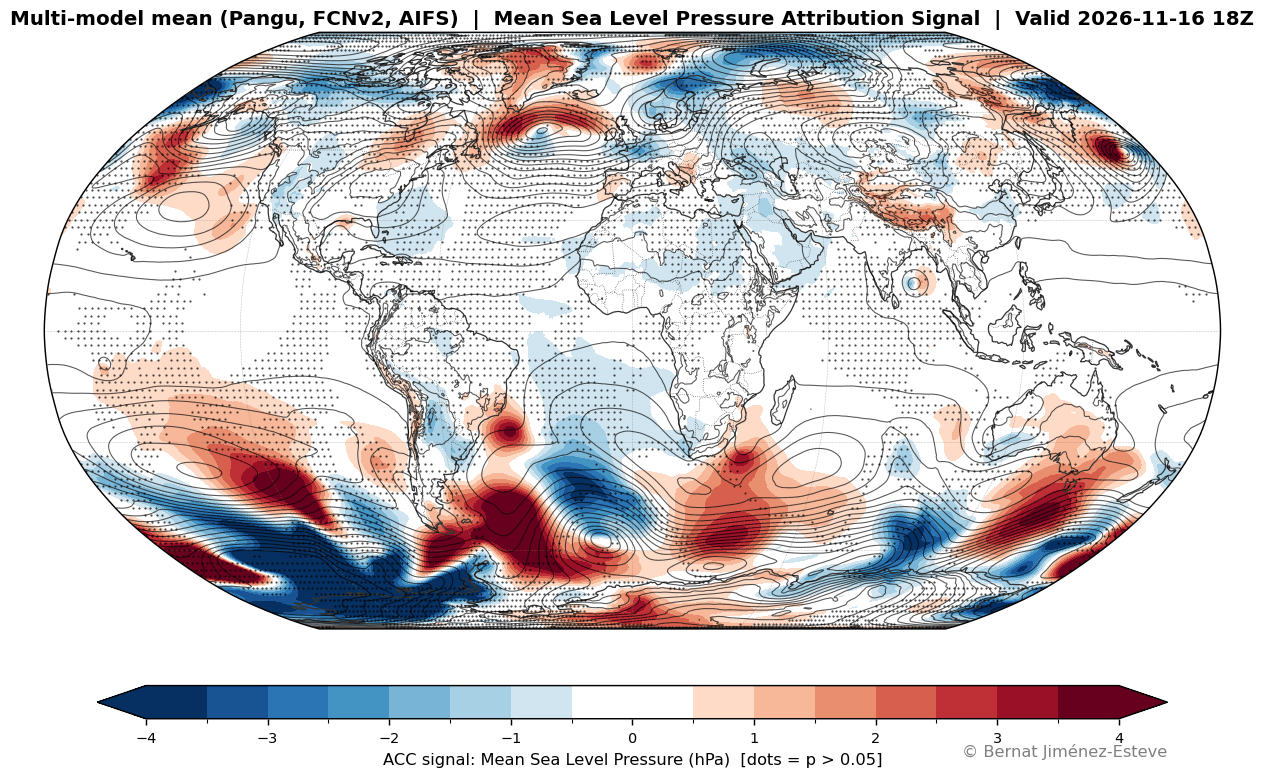 Multi-model mean (Pangu, FCNv2, AIFS)  |  Mean Sea Level Pressure Attribution Signal  |  Valid 2026-11-16 18Z
−4 −3 −2 −1 0 1 2 3 4
ACC signal: Mean Sea Level Pressure (hPa)  [dots = p > 0.05]
© Bernat Jiménez-Esteve